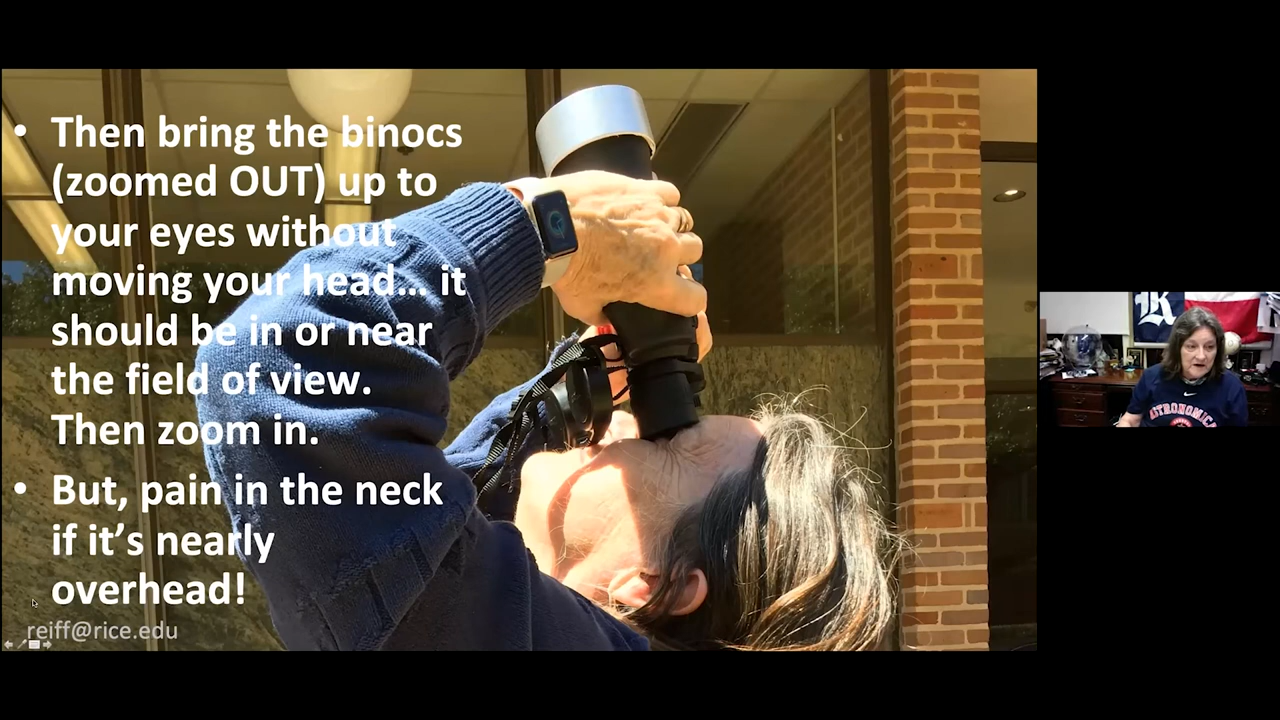 • Then bring the binocs
(zoomed OUT) up to
your eyes without
moving your head... it
should be in or near
the field of view.
Then zoom in.
• But, pain in the neck
if it’s nearly
overhead!
reiff@rice.edu
R